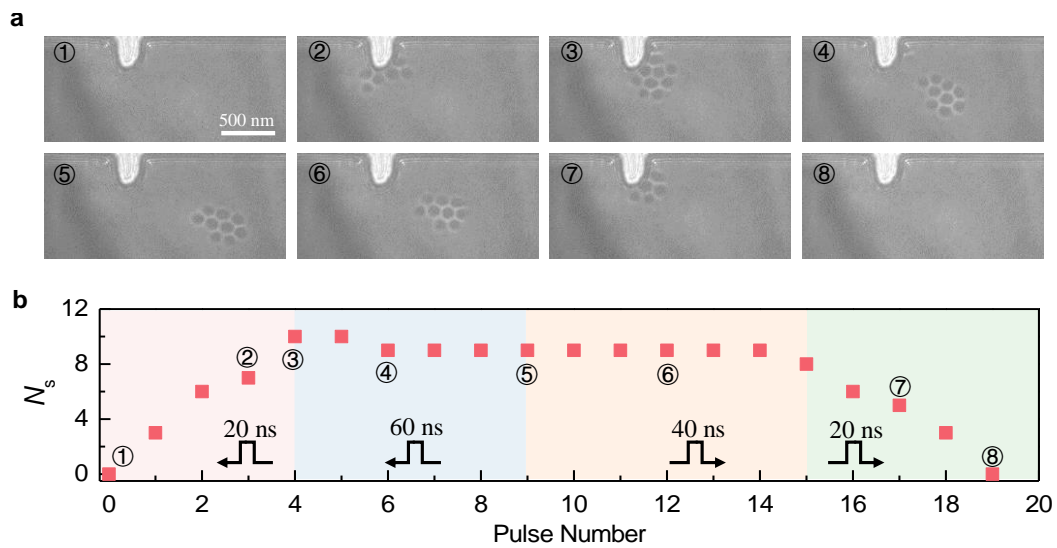 a
① ② ③ ④
500 nm
⑤ ⑥ ⑦ ⑧
b
12
8
4
0
Nₛ
① ② ③ ④ ⑤ ⑥ ⑦ ⑧
20 ns 60 ns 40 ns 20 ns
0 2 4 6 8 10 12 14 16 18 20
Pulse Number